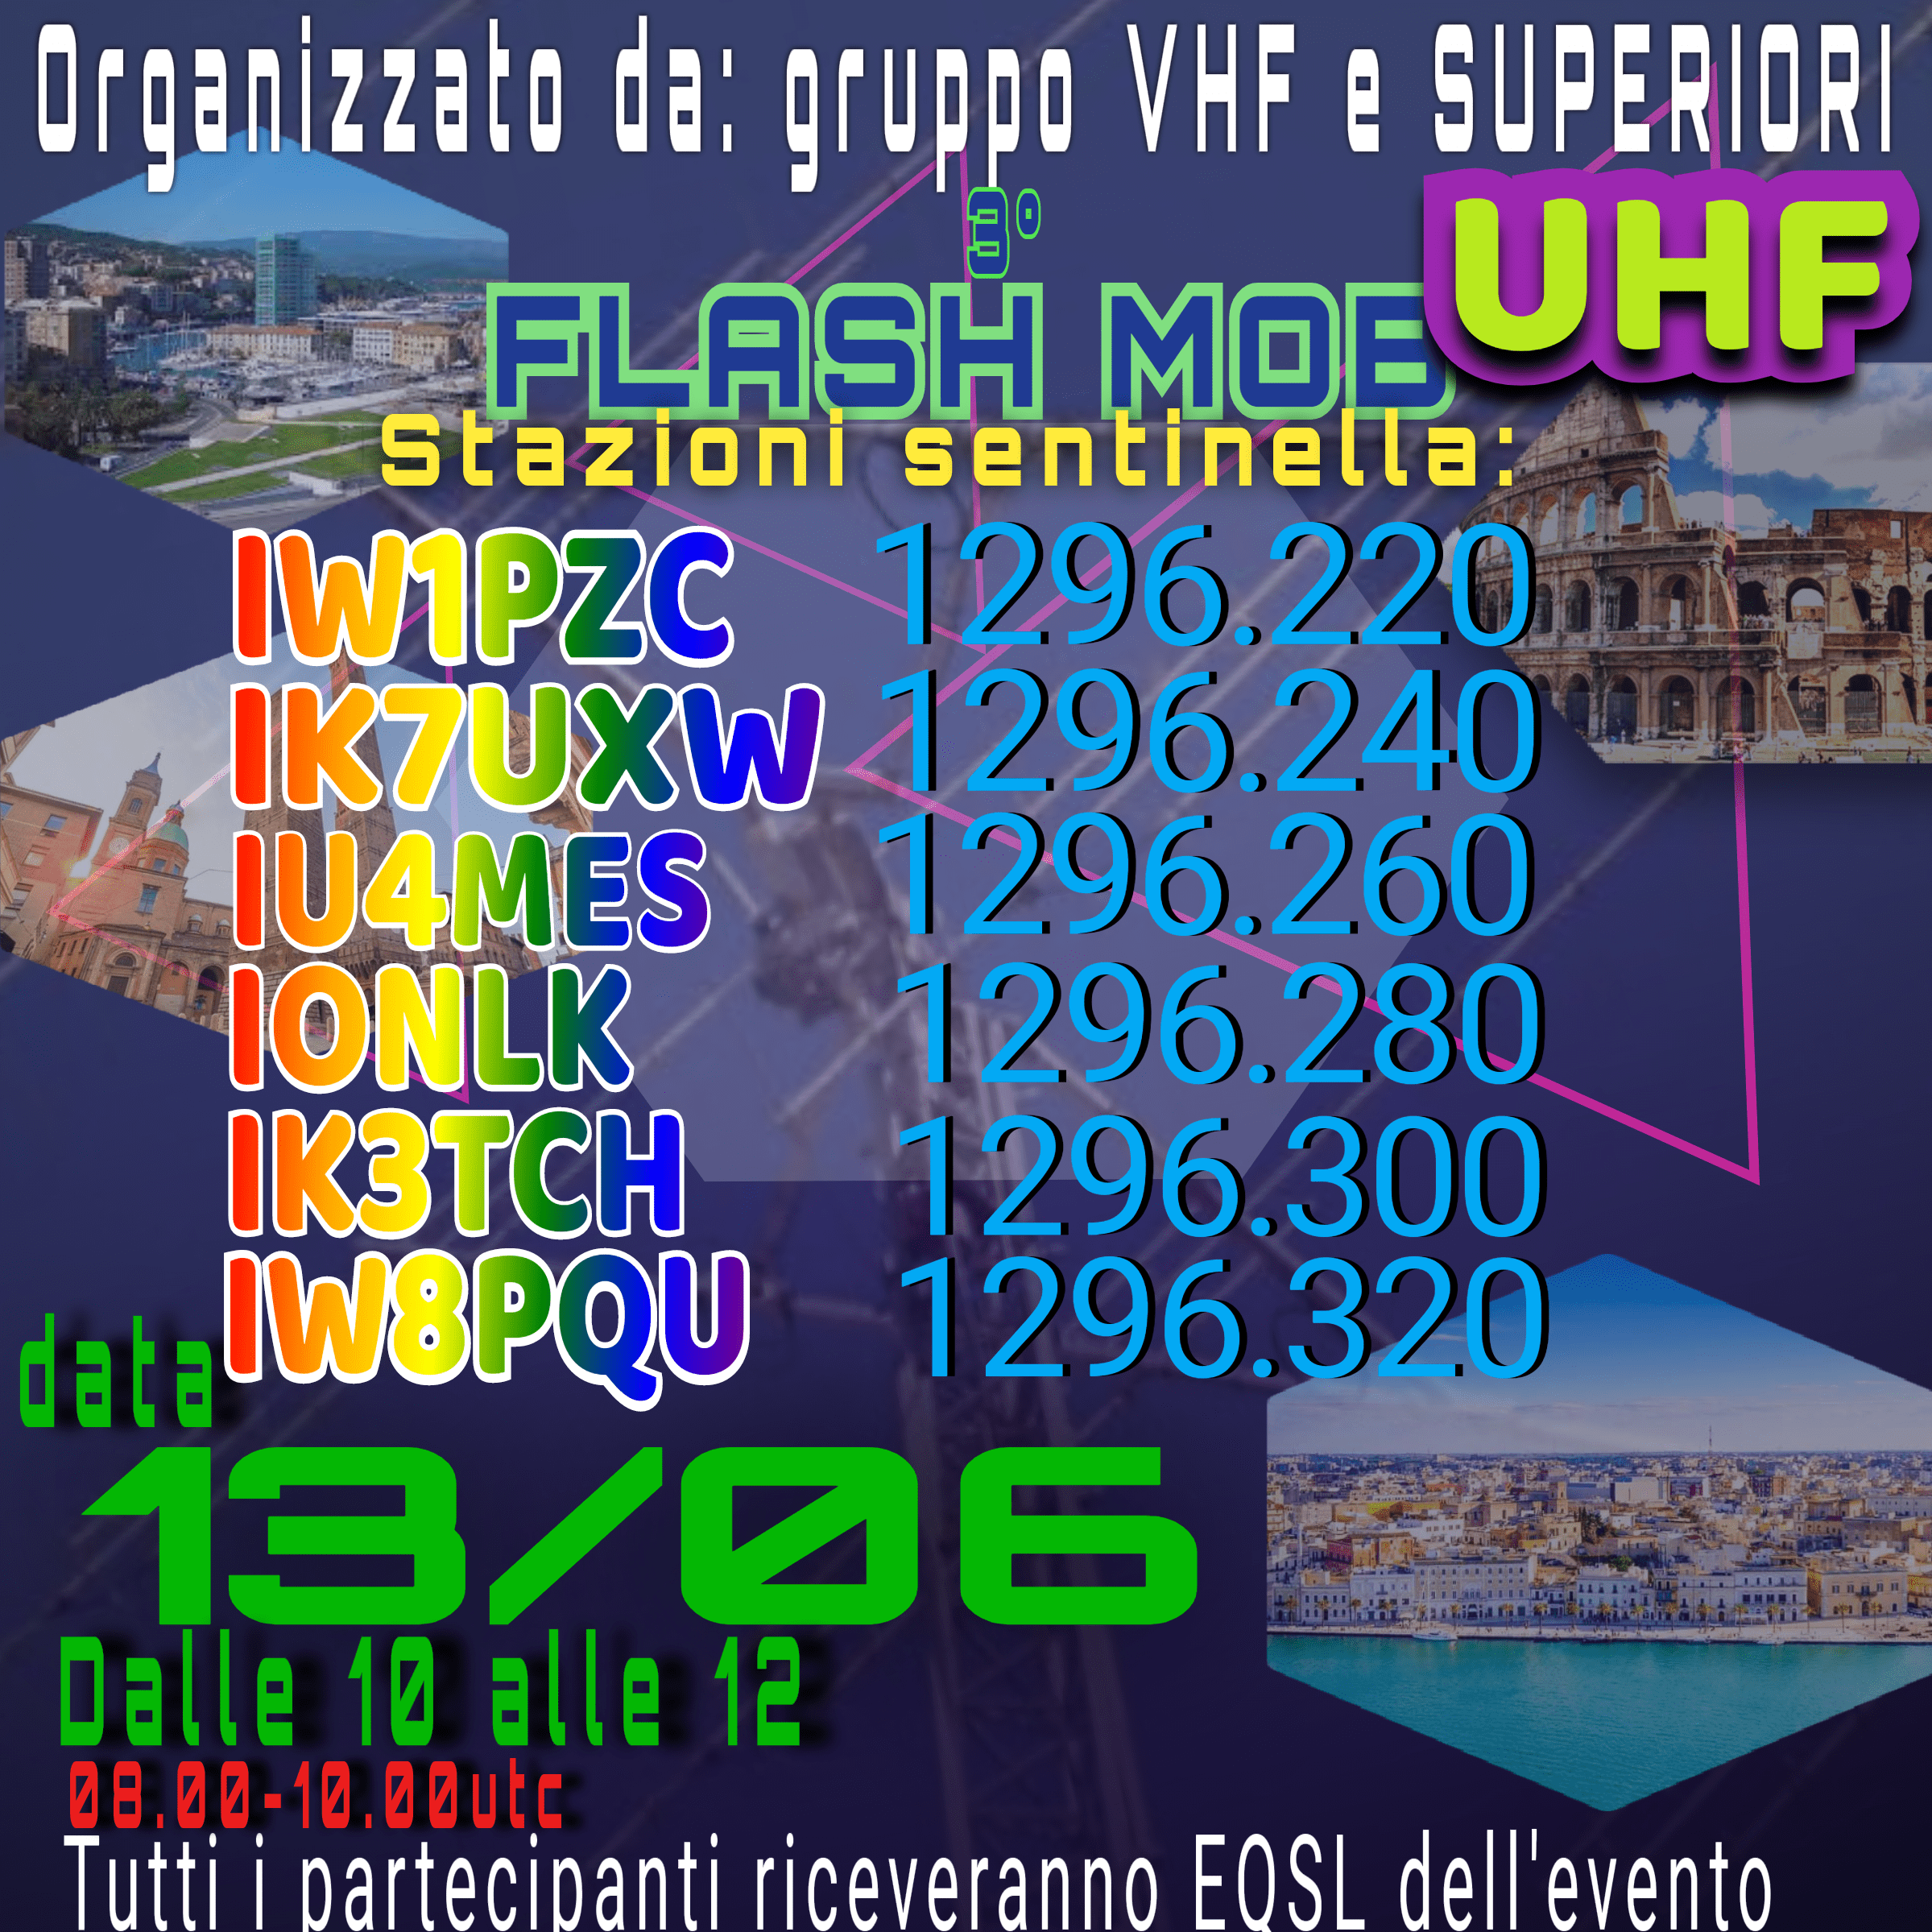 Organizzato da: gruppo VHF e SUPERIORI
3°
FLASH MOB UHF
Stazioni sentinella:
IW1PZC 1296.220
IK7UXW 1296.240
IU4MES 1296.260
I0NLK 1296.280
IK3TCH 1296.300
IW8PQU 1296.320
data:
13/06
Dalle 10 alle 12
08.00-10.00utc
Tutti i partecipanti riceveranno EQSL dell'evento